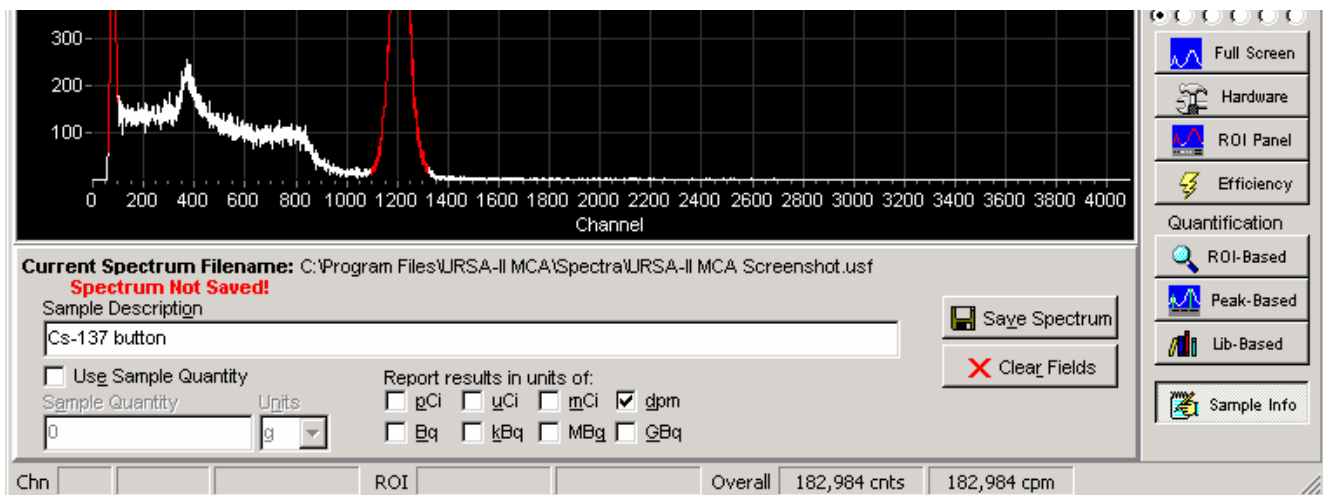 300-
200-
100-
0 200 400 600 800 1000 1200 1400 1600 1800 2000 2200 2400 2600 2800 3000 3200 3400 3600 3800 4000
Channel
Full Screen
Hardware
ROI Panel
Efficiency
Quantification
ROI-Based
Peak-Based
Lib-Based
Sample Info
Current Spectrum Filename: C:\Program Files\URSA-II MCA\Spectra\URSA-II MCA Screenshot.usf
Spectrum Not Saved!
Sample Description
Cs-137 button
Save Spectrum
Clear Fields
Use Sample Quantity
Sample Quantity Units
0 g
Report results in units of:
pCi uCi mCi dpm
Bq kBq MBq GBq
Chn ROI Overall 182,984 cnts 182,984 cpm